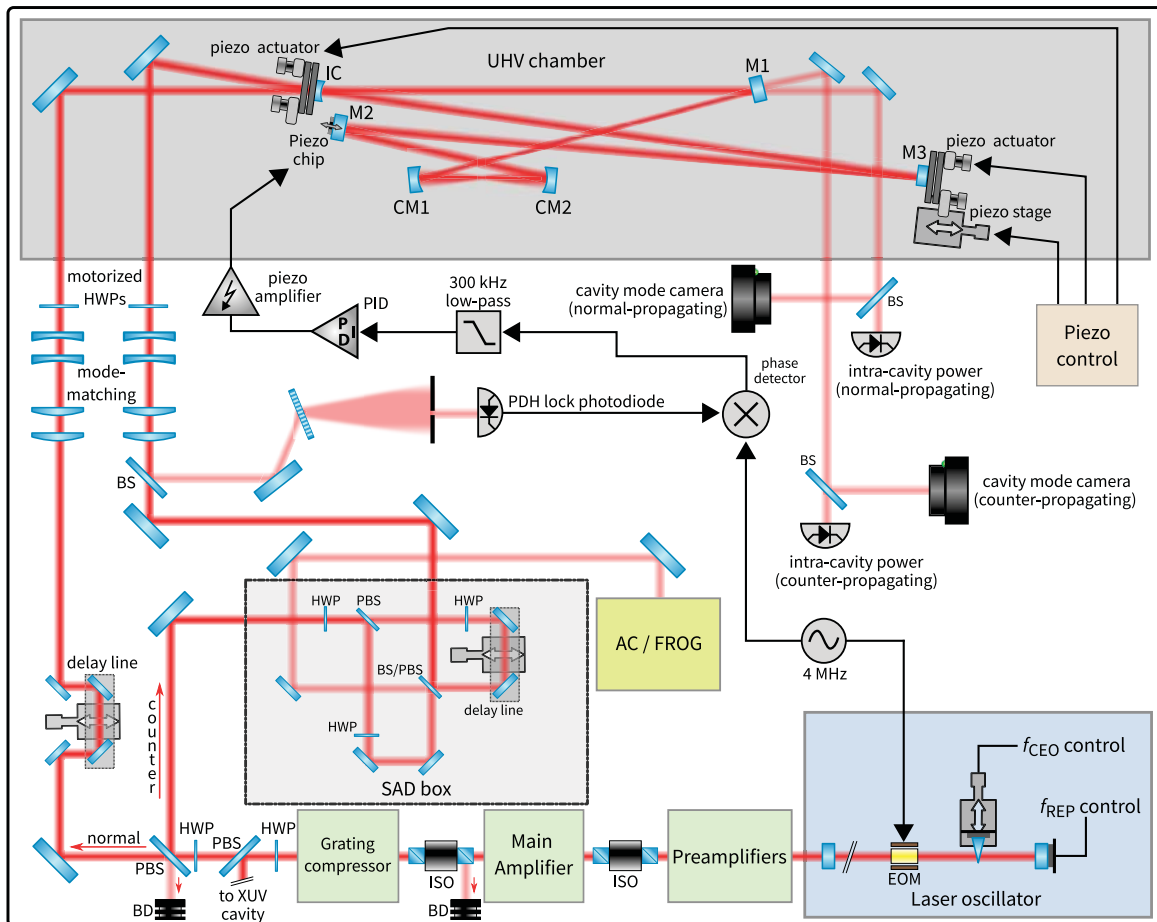 piezo actuator
UHV chamber
IC
M1
M2
Piezo
chip
piezo actuator
M3
CM1
CM2
piezo stage
motorized
HWPs
piezo
amplifier
PID
P
I
D
300 kHz
low-pass
cavity mode camera
(normal-propagating)
BS
Piezo
control
intra-cavity power
(normal-propagating)
mode-
matching
phase
detector
PDH lock photodiode
BS
BS
cavity mode camera
(counter-propagating)
intra-cavity power
(counter-propagating)
HWP
PBS
HWP
AC / FROG
4 MHz
delay line
BS/PBS
delay line
counter
HWP
SAD box
fCEO control
fREP control
normal
HWP
PBS
HWP
Grating
compressor
Main
Amplifier
Preamplifiers
PBS
ISO
ISO
EOM
to XUV
cavity
BD
BD
Laser oscillator